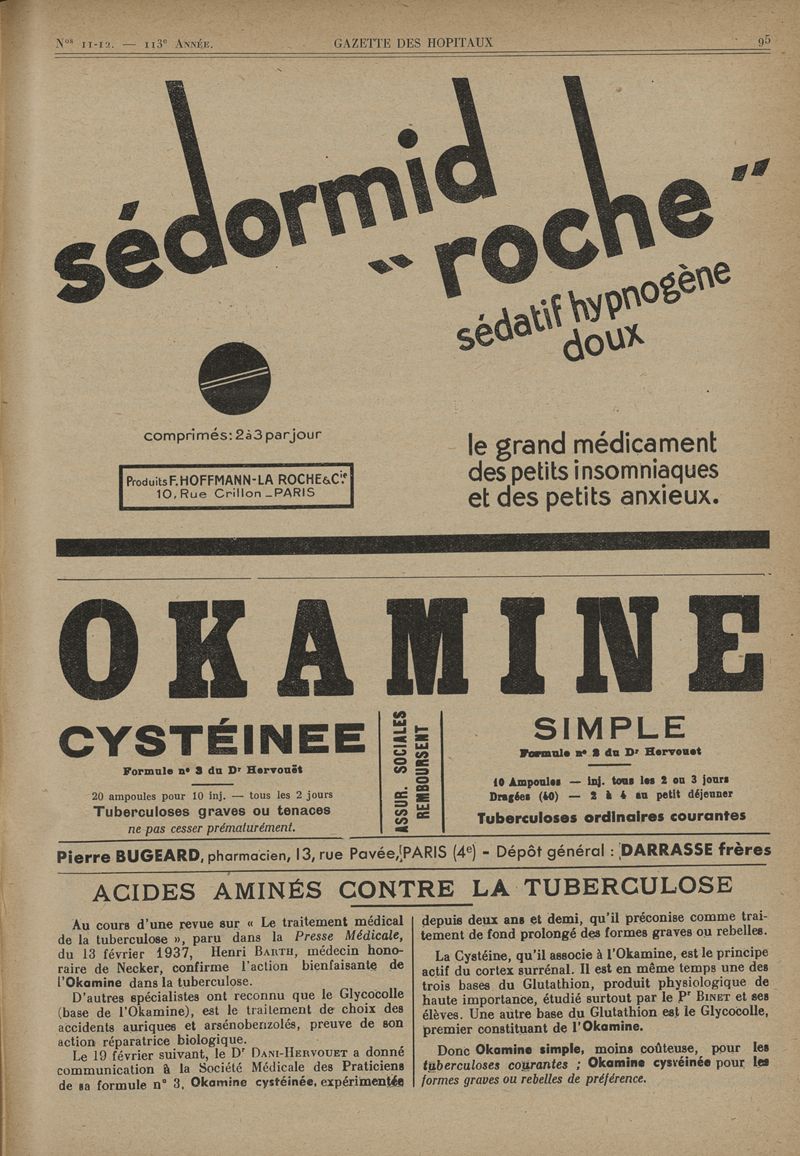 Nos 11-12. — 113e Année.
GAZETTE DES HOPITAUX
95
sédormid
"roche"
sédatif hypnogène
doux
comprimés: 2 à 3 par jour
Produits F. HOFFMANN-LA ROCHE & Cie
10, Rue Crillon _ PARIS
le grand médicament
des petits insomniaques
et des petits anxieux.
OKAMINE
CYSTÉINEE
Formule nº 3 du Dr Hervouët
20 ampoules pour 10 inj. — tous les 2 jours
Tuberculoses graves ou tenaces
ne pas cesser prématurément.
ASSUR. SOCIALES
REMBOURSENT
SIMPLE
Formule nº 2 du Dr Hervouet
10 Ampoules — inj. tous les 2 ou 3 jours
Dragées (40) — 2 à 4 au petit déjeuner
Tuberculoses ordinaires courantes
Pierre BUGEARD, pharmacien, 13, rue Pavée, PARIS (4e) - Dépôt général : DARRASSE frères
ACIDES AMINÉS CONTRE LA TUBERCULOSE
Au cours d'une revue sur « Le traitement médical
de la tuberculose », paru dans la Presse Médicale,
du 13 février 1937, Henri Barth, médecin hono-
raire de Necker, confirme l'action bienfaisante de
l'Okamine dans la tuberculose.
D'autres spécialistes ont reconnu que le Glycocolle
(base de l'Okamine), est le traitement de choix des
accidents auriques et arsénobenzolés, preuve de son
action réparatrice biologique.
Le 19 février suivant, le Dr Dani-Hervouet a donné
communication à la Société Médicale des Praticiens
de sa formule nº 3, Okamine cystéinée, expérimentée
depuis deux ans et demi, qu'il préconise comme trai-
tement de fond prolongé des formes graves ou rebelles.
La Cystéine, qu'il associe à l'Okamine, est le principe
actif du cortex surrénal. Il est en même temps une des
trois bases du Glutathion, produit physiologique de
haute importance, étudié surtout par le Pr Binet et ses
élèves. Une autre base du Glutathion est le Glycocolle,
premier constituant de l'Okamine.
Donc Okamine simple, moins coûteuse, pour les
tuberculoses courantes ; Okamine cysvéinée pour les
formes graves ou rebelles de préférence.